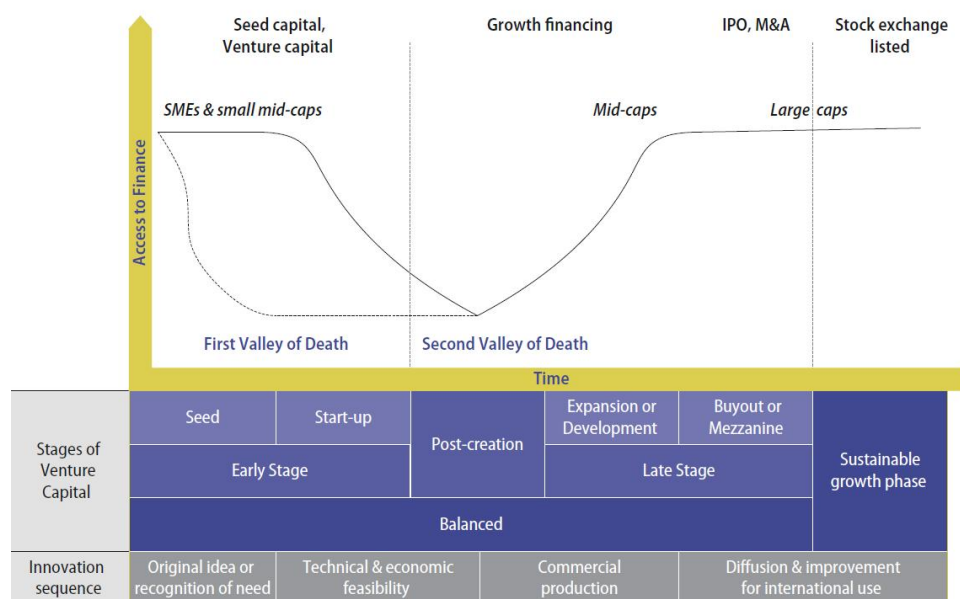 Seed capital,
Venture capital
Growth financing
IPO, M&A
Stock exchange
listed
SMEs & small mid-caps
Mid-caps
Large caps
Access to Finance
First Valley of Death
Second Valley of Death
Time
Stages of
Venture
Capital
Seed
Start-up
Post-creation
Expansion or
Development
Buyout or
Mezzanine
Early Stage
Late Stage
Sustainable
growth phase
Balanced
Innovation
sequence
Original idea or
recognition of need
Technical & economic
feasibility
Commercial
production
Diffusion & improvement
for international use